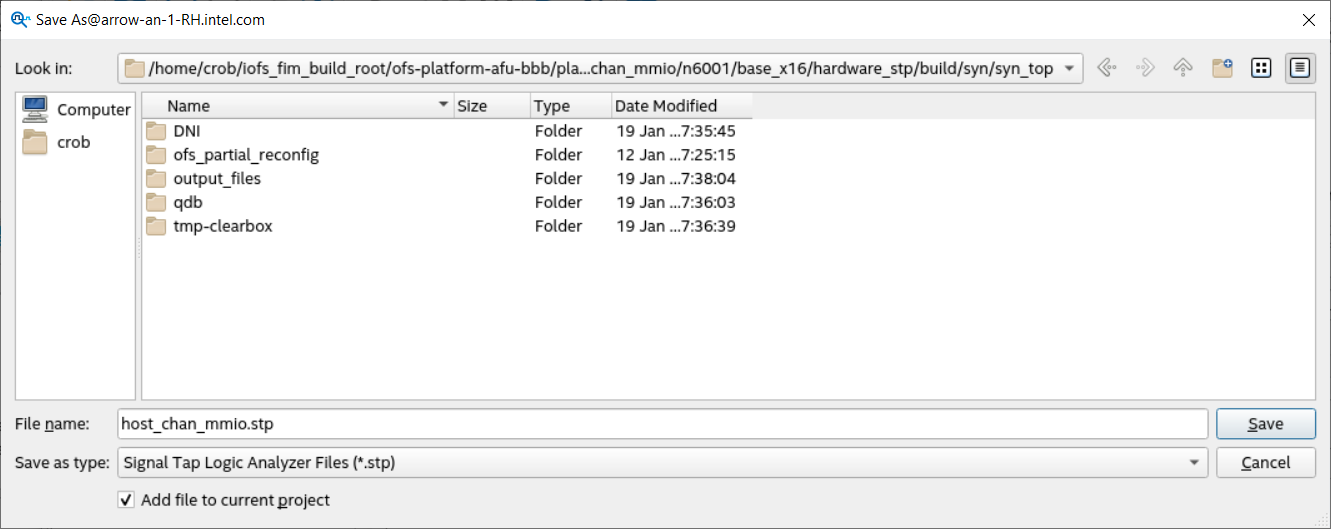 Save As@arrow-an-1-RH.intel.com
Look in: /home/crob/iofs_fim_build_root/ofs-platform-afu-bbb/pla...chan_mmio/n6001/base_x16/hardware_stp/build/syn/syn_top
Computer
crob
Name Size Type Date Modified
DNI Folder 19 Jan ...7:35:45
ofs_partial_reconfig Folder 12 Jan ...7:25:15
output_files Folder 19 Jan ...7:38:04
qdb Folder 19 Jan ...7:36:03
tmp-clearbox Folder 19 Jan ...7:36:39
File name: host_chan_mmio.stp Save
Save as type: Signal Tap Logic Analyzer Files (*.stp) Cancel
Add file to current project